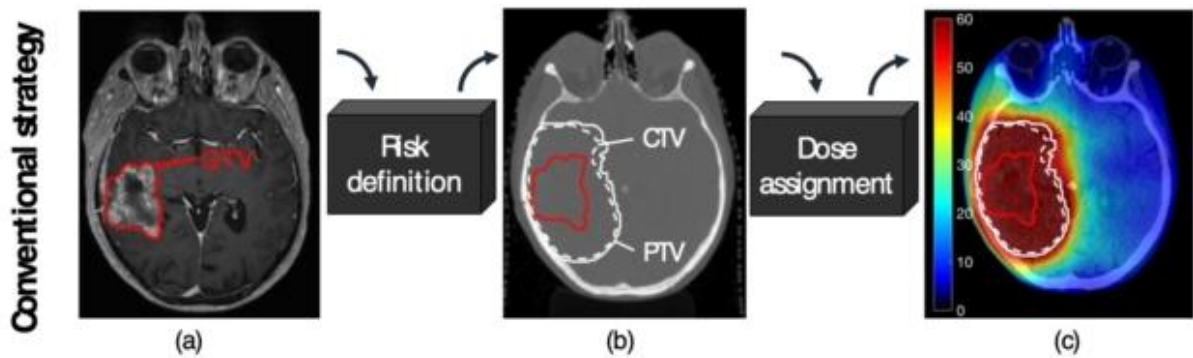 Conventional strategy
GTV
Risk
definition
CTV
PTV
Dose
assignment
60
50
40
30
20
10
0
(a)
(b)
(c)